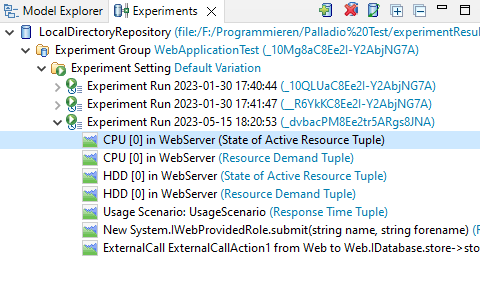 Model Explorer Experiments
LocalDirectoryRepository (file:/F:/Programmieren/Palladio%20Test/experimentResul
Experiment Group WebApplicationTest (_10Mg8aC8Ee2I-Y2AbjNG7A)
Experiment Setting Default Variation
Experiment Run 2023-01-30 17:40:44 (_10QLUaC8Ee2I-Y2AbjNG7A)
Experiment Run 2023-01-30 17:41:47 (__R6YkKC8Ee2I-Y2AbjNG7A)
Experiment Run 2023-05-15 18:20:53 (_dvbacPM8Ee2tr5ARgs8JNA)
CPU [0] in WebServer (State of Active Resource Tuple)
CPU [0] in WebServer (Resource Demand Tuple)
HDD [0] in WebServer (State of Active Resource Tuple)
HDD [0] in WebServer (Resource Demand Tuple)
Usage Scenario: UsageScenario (Response Time Tuple)
New System.IWebProvidedRole.submit(string name, string forename) (R
ExternalCall ExternalCallAction1 from Web to Web.IDatabase.store->sto